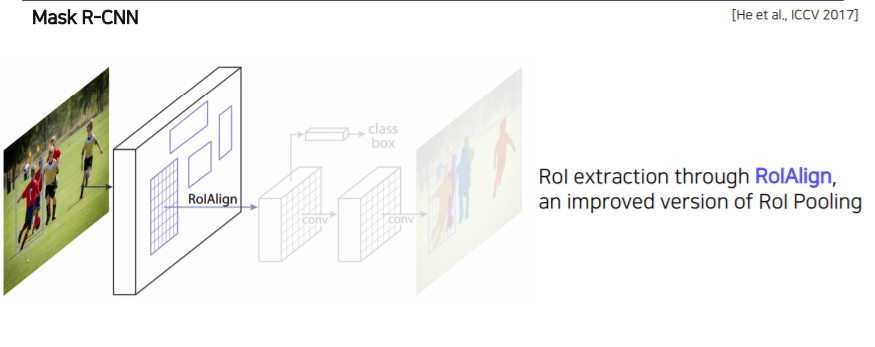 Mask R-CNN
[He et al., ICCV 2017]
class
box
RoIAlign
conv
conv
RoI extraction through RoIAlign,
an improved version of RoI Pooling